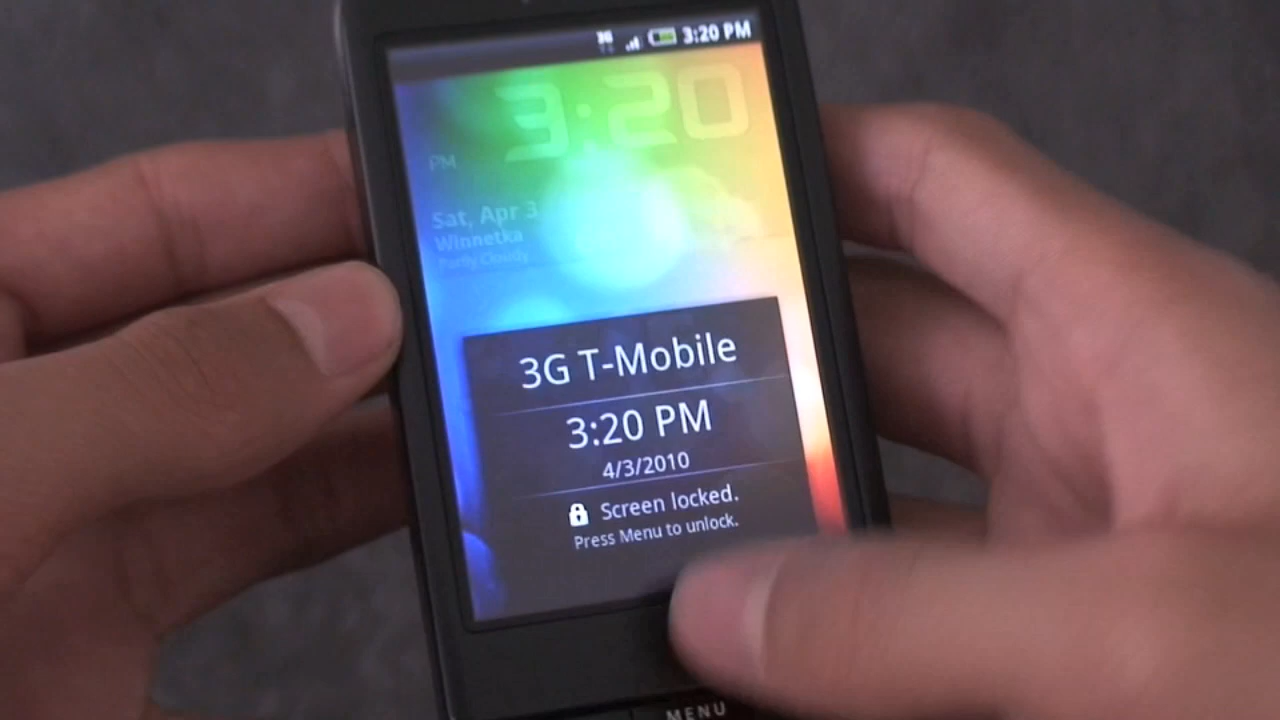 3G 3:20 PM
3:20
PM
Sat, Apr 3
Winnetka
Partly Cloudy
3G T-Mobile
3:20 PM
4/3/2010
Screen locked.
Press Menu to unlock.
MENU